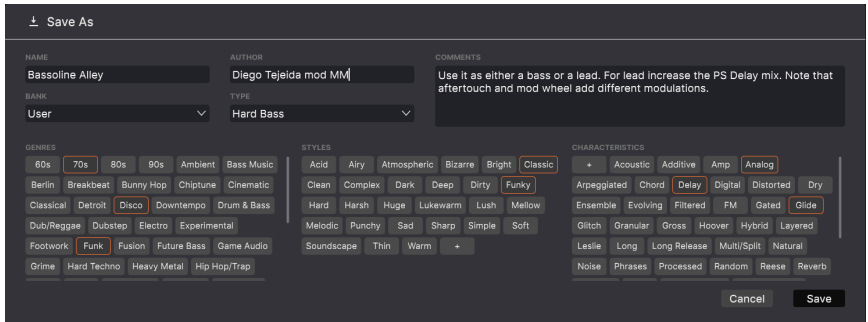 Save As
NAME AUTHOR COMMENTS
Bassoline Alley Diego Tejeida mod MM Use it as either a bass or a lead. For lead increase the PS Delay mix. Note that
aftertouch and mod wheel add different modulations.
BANK TYPE
User Hard Bass
GENRES STYLES CHARACTERISTICS
60s 70s 80s 90s Ambient Bass Music Acid Airy Atmospheric Bizarre Bright Classic + Acoustic Additive Amp Analog
Berlin Breakbeat Bunny Hop Chiptune Cinematic Clean Complex Dark Deep Dirty Funky Arpeggiated Chord Delay Digital Distorted Dry
Classical Detroit Disco Downtempo Drum & Bass Hard Harsh Huge Lukewarm Lush Mellow Ensemble Evolving Filtered FM Gated Glide
Dub/Reggae Dubstep Electro Experimental Melodic Punchy Sad Sharp Simple Soft Glitch Granular Gross Hoover Hybrid Layered
Footwork Funk Fusion Future Bass Game Audio Soundscape Thin Warm + Leslie Long Long Release Multi/Split Natural
Grime Hard Techno Heavy Metal Hip Hop/Trap Noise Phrases Processed Random Reese Reverb
Cancel Save